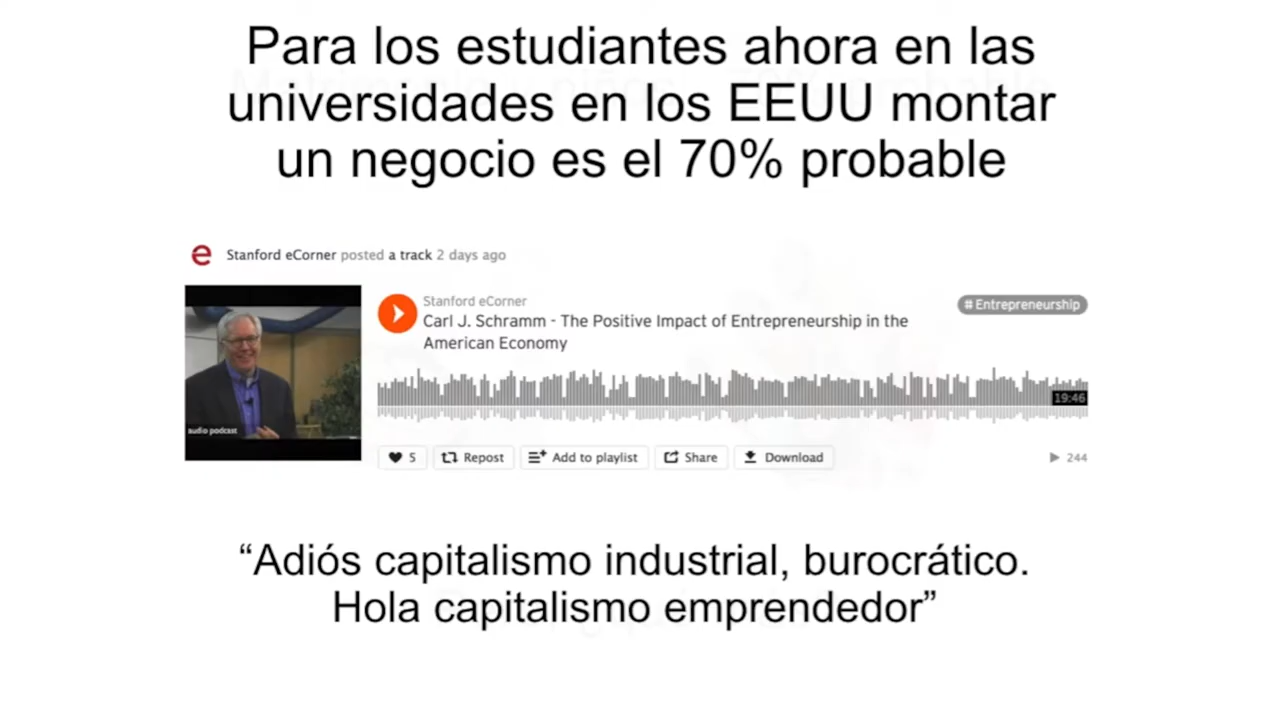 Para los estudiantes ahora en las
universidades en los EEUU montar
un negocio es el 70% probable
Stanford eCorner posted a track 2 days ago
Stanford eCorner
#Entrepreneurship
Carl J. Schramm - The Positive Impact of Entrepreneurship in the
American Economy
19:46
audio podcast
5 Repost Add to playlist Share Download 244
“Adiós capitalismo industrial, burocrático.
Hola capitalismo emprendedor”